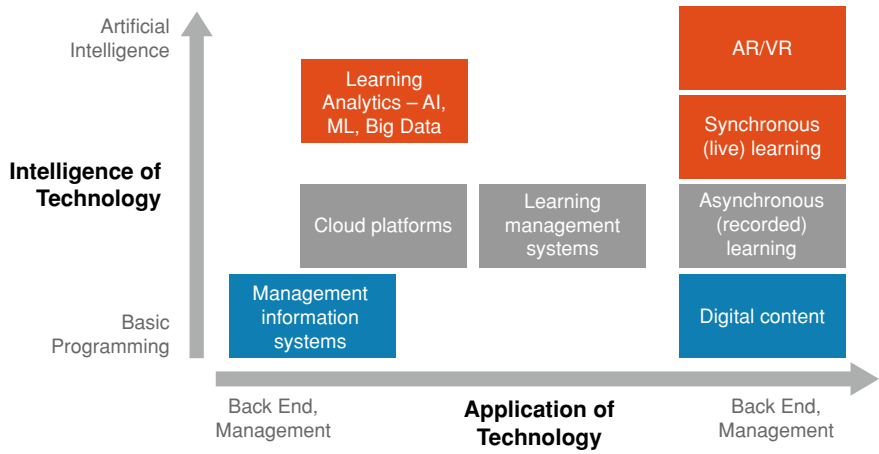 Artificial
Intelligence
Intelligence of
Technology
Basic
Programming
AR/VR
Learning
Analytics – AI,
ML, Big Data
Synchronous
(live) learning
Cloud platforms
Learning
management
systems
Asynchronous
(recorded)
learning
Management
information
systems
Digital content
Back End,
Management
Application of
Technology
Back End,
Management